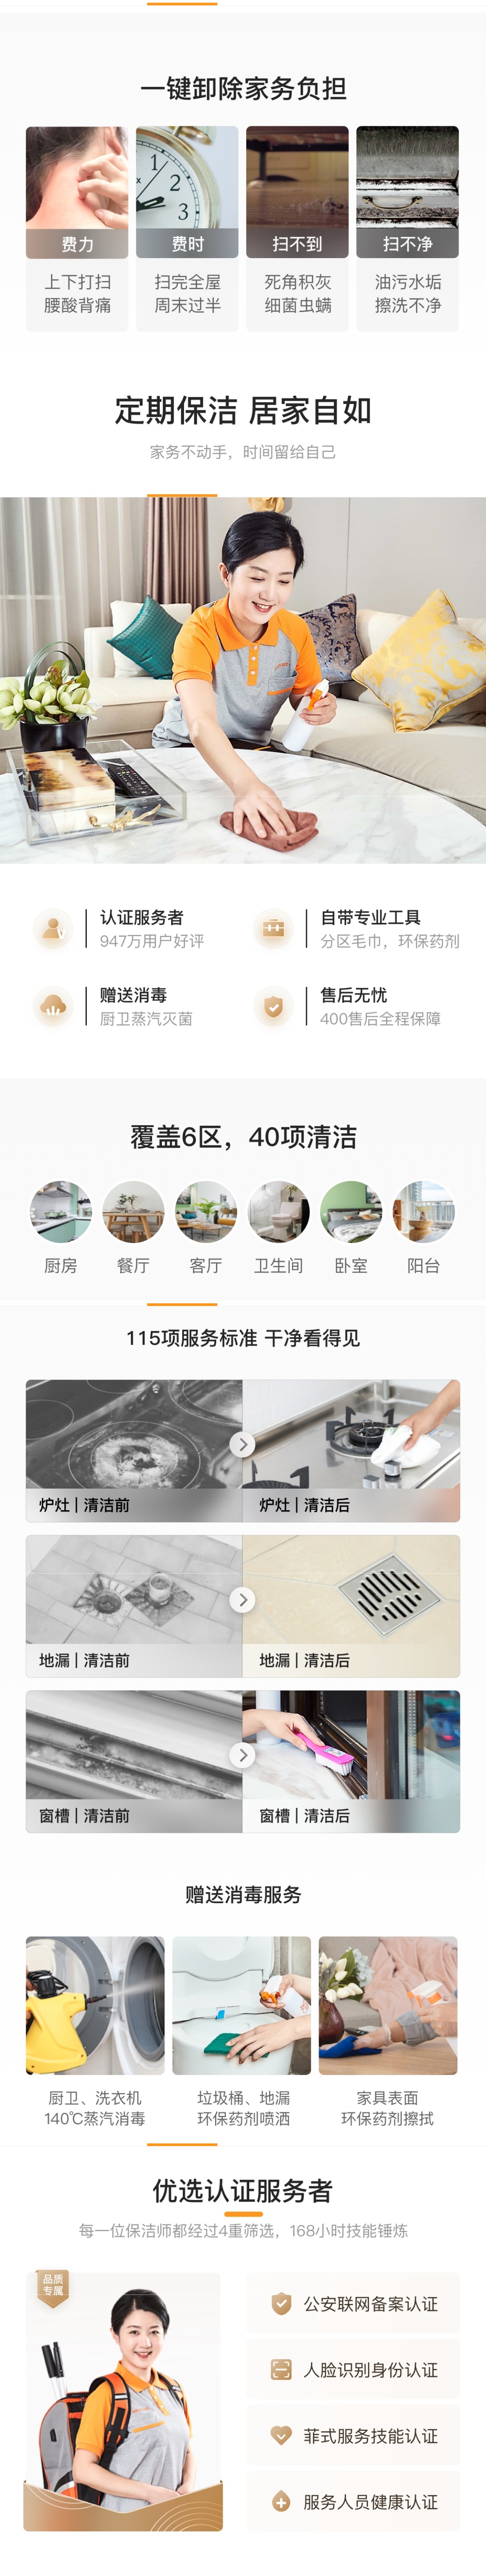 一键卸除家务负担
费力
费时
扫不到
扫不净
上下打扫
腰酸背痛
扫完全屋
周末过半
死角积灰
细菌虫螨
油污水垢
擦洗不净
定期保洁 居家自如
家务不动手，时间留给自己
认证服务者
947万用户好评
自带专业工具
分区毛巾，环保药剂
赠送消毒
厨卫蒸汽灭菌
售后无忧
400售后全程保障
覆盖6区，40项清洁
厨房
餐厅
客厅
卫生间
卧室
阳台
115项服务标准 干净看得见
炉灶 | 清洁前
炉灶 | 清洁后
地漏 | 清洁前
地漏 | 清洁后
窗槽 | 清洁前
窗槽 | 清洁后
赠送消毒服务
厨卫、洗衣机
140℃蒸汽消毒
垃圾桶、地漏
环保药剂喷洒
家具表面
环保药剂擦拭
优选认证服务者
每一位保洁师都经过4重筛选，168小时技能锤炼
品质
专属
公安联网备案认证
人脸识别身份认证
菲式服务技能认证
服务人员健康认证
1
2
3